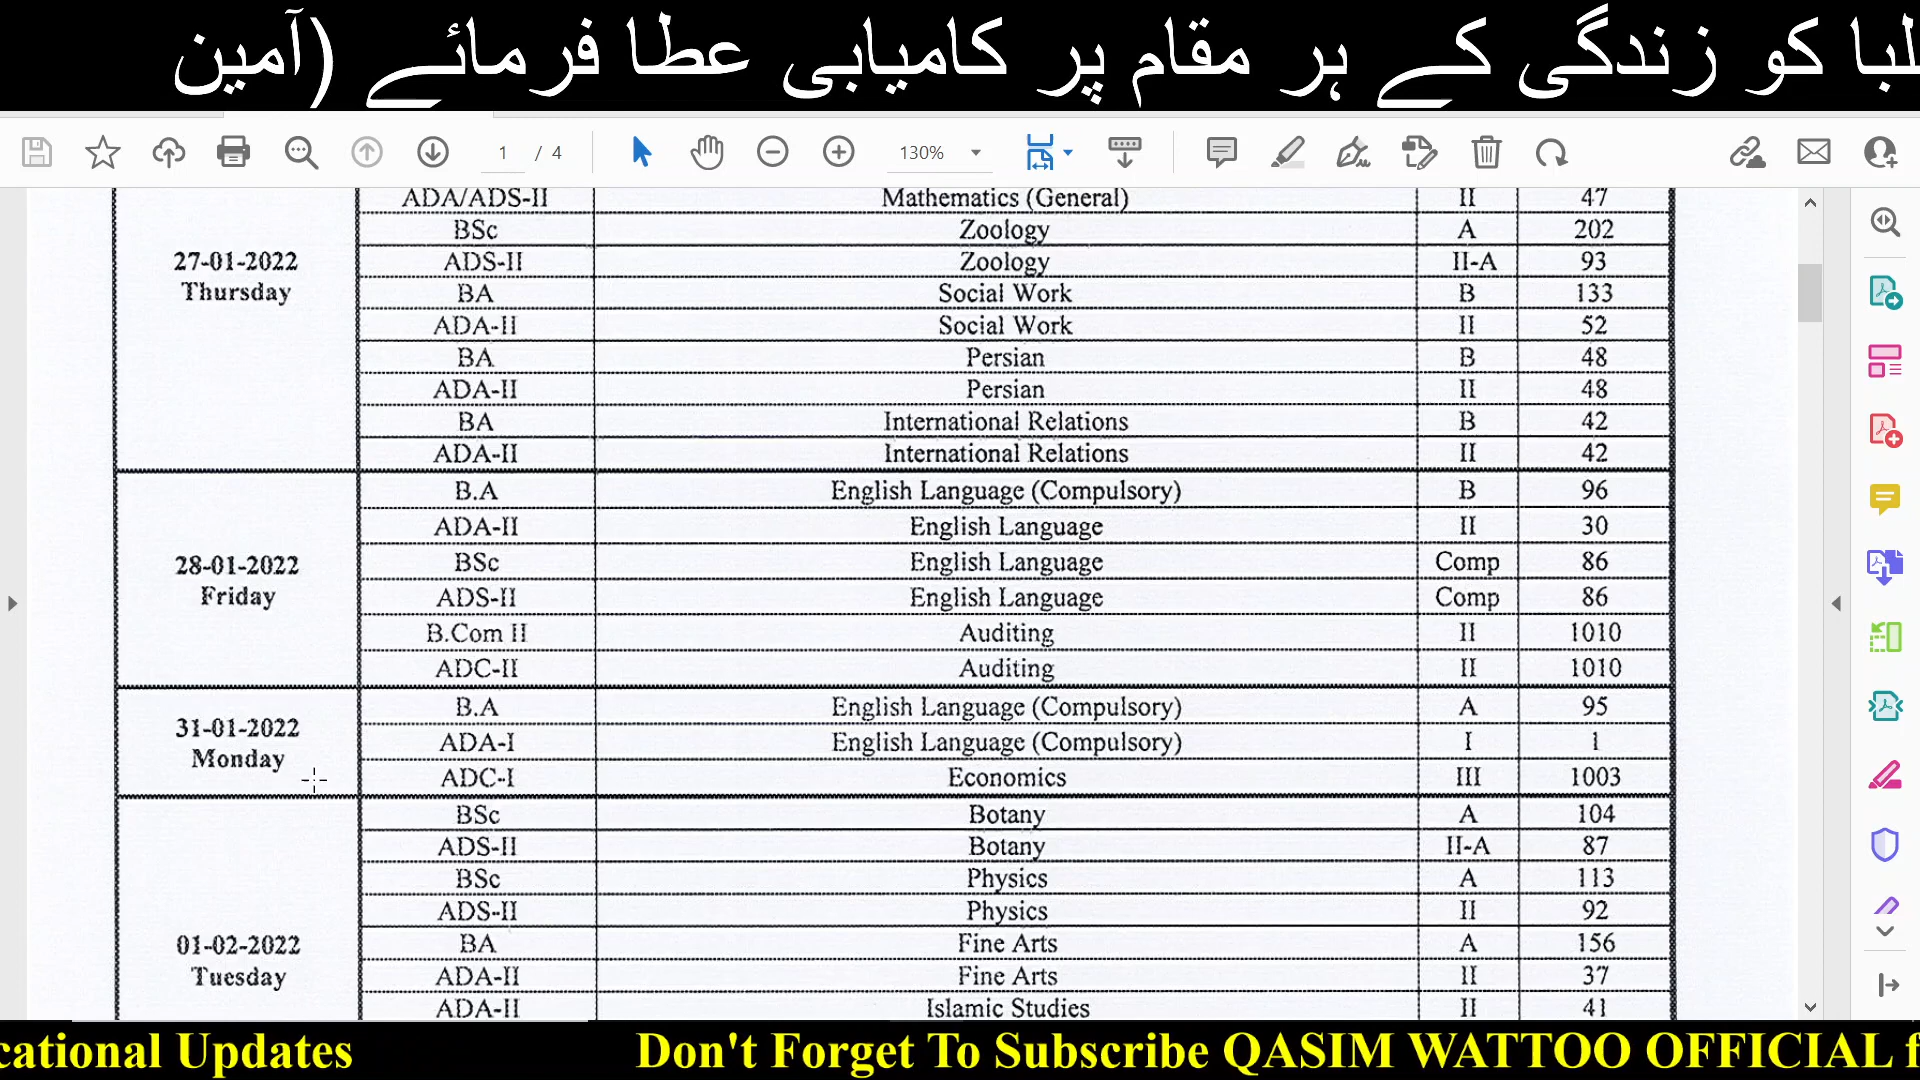 لبا کو زندگی کے ہر مقام پر کامیابی عطا فرمائے (آمین
1 / 4 130%
ADA/ADS-II Mathematics (General) II 47
BSc Zoology A 202
27-01-2022 ADS-II Zoology II-A 93
Thursday BA Social Work B 133
ADA-II Social Work II 52
BA Persian B 48
ADA-II Persian II 48
BA International Relations B 42
ADA-II International Relations II 42
B.A English Language (Compulsory) B 96
ADA-II English Language II 30
28-01-2022 BSc English Language Comp 86
Friday ADS-II English Language Comp 86
B.Com II Auditing II 1010
ADC-II Auditing II 1010
B.A English Language (Compulsory) A 95
31-01-2022 ADA-I English Language (Compulsory) I 1
Monday ADC-I Economics III 1003
BSc Botany A 104
ADS-II Botany II-A 87
BSc Physics A 113
ADS-II Physics II 92
01-02-2022 BA Fine Arts A 156
Tuesday ADA-II Fine Arts II 37
ADA-II Islamic Studies II 41
cational Updates Don't Forget To Subscribe QASIM WATTOO OFFICIAL f